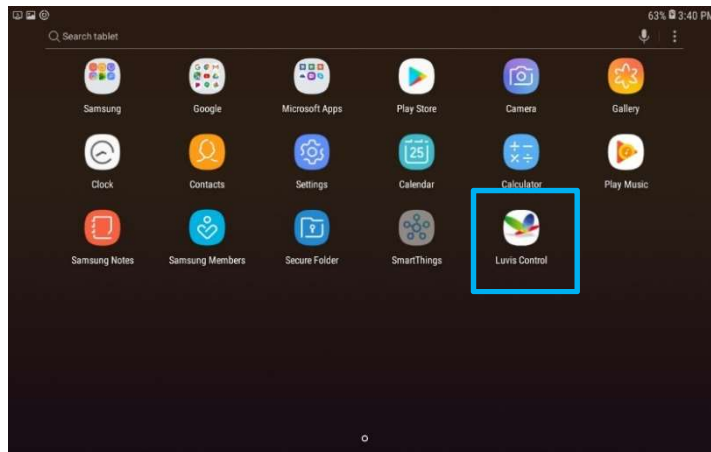 63% 3:40 PM
Search tablet
Samsung
Google
Microsoft Apps
Play Store
Camera
Gallery
Clock
Contacts
Settings
25
Calendar
Calculator
Play Music
Samsung Notes
Samsung Members
Secure Folder
SmartThings
Luvis Control